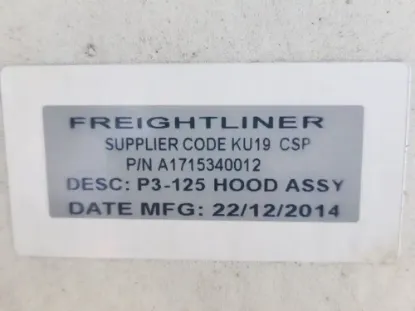 FREIGHTLINER
SUPPLIER CODE KU19 CSP
P/N A1715340012
DESC: P3-125 HOOD ASSY
DATE MFG: 22/12/2014